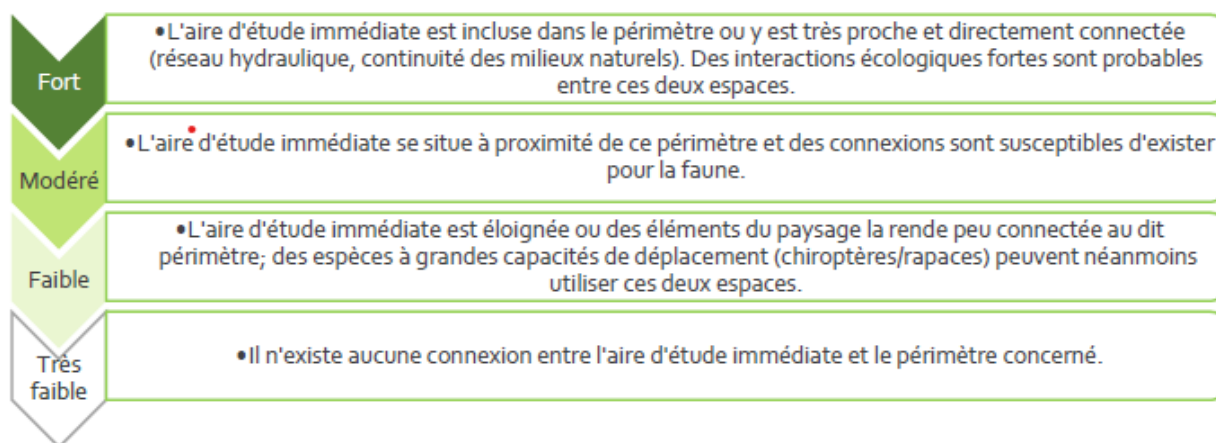 Fort
•L'aire d'étude immédiate est incluse dans le périmètre ou y est très proche et directement connectée
(réseau hydraulique, continuité des milieux naturels). Des interactions écologiques fortes sont probables
entre ces deux espaces.
Modéré
•L'aire d'étude immédiate se situe à proximité de ce périmètre et des connexions sont susceptibles d'exister
pour la faune.
Faible
•L'aire d'étude immédiate est éloignée ou des éléments du paysage la rende peu connectée au dit
périmètre; des espèces à grandes capacités de déplacement (chiroptères/rapaces) peuvent néanmoins
utiliser ces deux espaces.
Très
faible
•Il n'existe aucune connexion entre l'aire d'étude immédiate et le périmètre concerné.